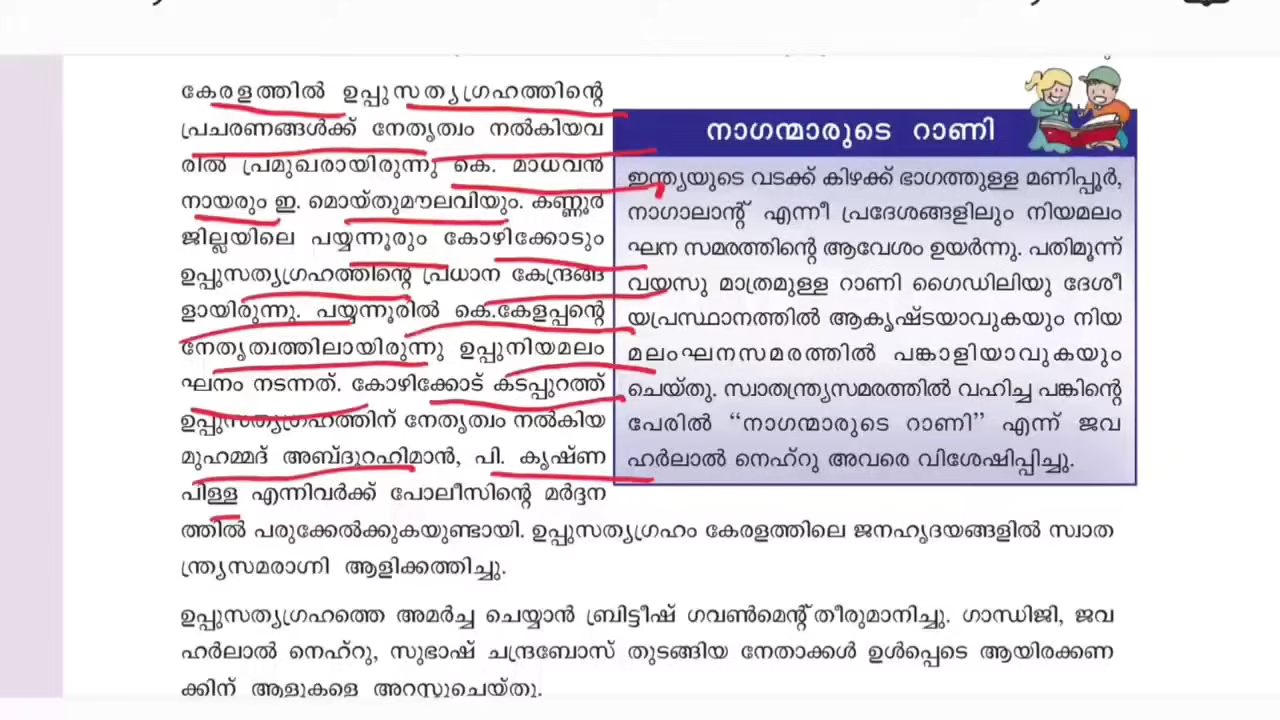 കേരളത്തിൽ ഉപ്പുസത്യഗ്രഹത്തിന്റെ
പ്രചരണങ്ങൾക്ക് നേതൃത്വം നൽകിയവ
രിൽ പ്രമുഖരായിരുന്നു കെ. മാധവൻ
നായരും ഇ. മൊയ്തുമൗലവിയും. കണ്ണൂർ
ജില്ലയിലെ പയ്യന്നൂരും കോഴിക്കോടും
ഉപ്പുസത്യഗ്രഹത്തിന്റെ പ്രധാന കേന്ദ്രങ്ങ
ളായിരുന്നു. പയ്യന്നൂരിൽ കെ.കേളപ്പന്റെ
നേതൃത്വത്തിലായിരുന്നു ഉപ്പുനിയമലം
ഘനം നടന്നത്. കോഴിക്കോട് കടപ്പുറത്ത്
ഉപ്പുസത്യഗ്രഹത്തിന് നേതൃത്വം നൽകിയ
മുഹമ്മദ് അബ്ദുറഹിമാൻ, പി. കൃഷ്ണ
പിള്ള എന്നിവർക്ക് പോലീസിന്റെ മർദ്ദന
ത്തിൽ പരുക്കേൽക്കുകയുണ്ടായി. ഉപ്പുസത്യഗ്രഹം കേരളത്തിലെ ജനഹൃദയങ്ങളിൽ സ്വാത
ന്ത്ര്യസമരാഗ്നി ആളിക്കത്തിച്ചു.
നാഗന്മാരുടെ റാണി
ഇന്ത്യയുടെ വടക്ക് കിഴക്ക് ഭാഗത്തുള്ള മണിപ്പൂർ,
നാഗാലാന്റ് എന്നീ പ്രദേശങ്ങളിലും നിയമലം
ഘന സമരത്തിന്റെ ആവേശം ഉയർന്നു. പതിമൂന്ന്
വയസു മാത്രമുള്ള റാണി ഗൈഡിലിയു ദേശീ
യപ്രസ്ഥാനത്തിൽ ആകൃഷ്ടയാവുകയും നിയ
മലംഘനസമരത്തിൽ പങ്കാളിയാവുകയും
ചെയ്തു. സ്വാതന്ത്ര്യസമരത്തിൽ വഹിച്ച പങ്കിന്റെ
പേരിൽ “നാഗന്മാരുടെ റാണി” എന്ന് ജവ
ഹർലാൽ നെഹ്റു അവരെ വിശേഷിപ്പിച്ചു.
ഉപ്പുസത്യഗ്രഹത്തെ അമർച്ച ചെയ്യാൻ ബ്രിട്ടീഷ് ഗവൺമെന്റ് തീരുമാനിച്ചു. ഗാന്ധിജി, ജവ
ഹർലാൽ നെഹ്റു, സുഭാഷ് ചന്ദ്രബോസ് തുടങ്ങിയ നേതാക്കൾ ഉൾപ്പെടെ ആയിരക്കണ
ക്കിന് ആളുകളെ അറസ്റ്റുചെയ്തു.